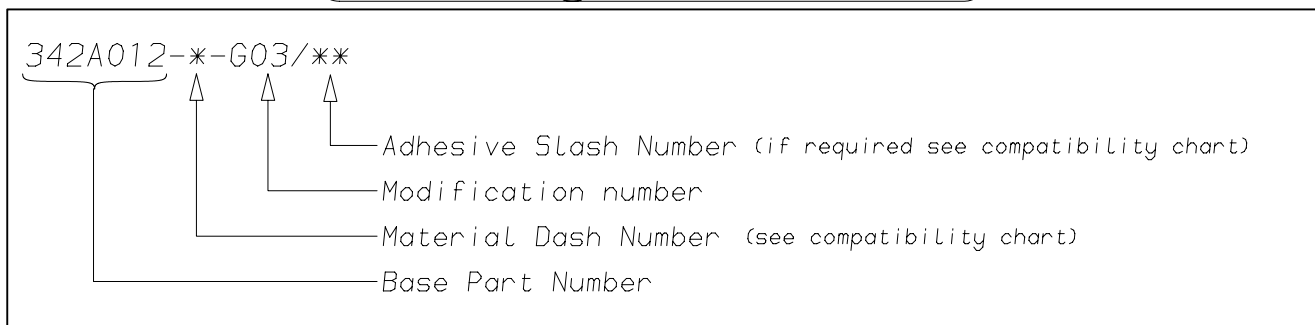 342A012-*-G03/**
Adhesive Slash Number (if required see compatibility chart)
Modification number
Material Dash Number (see compatibility chart)
Base Part Number